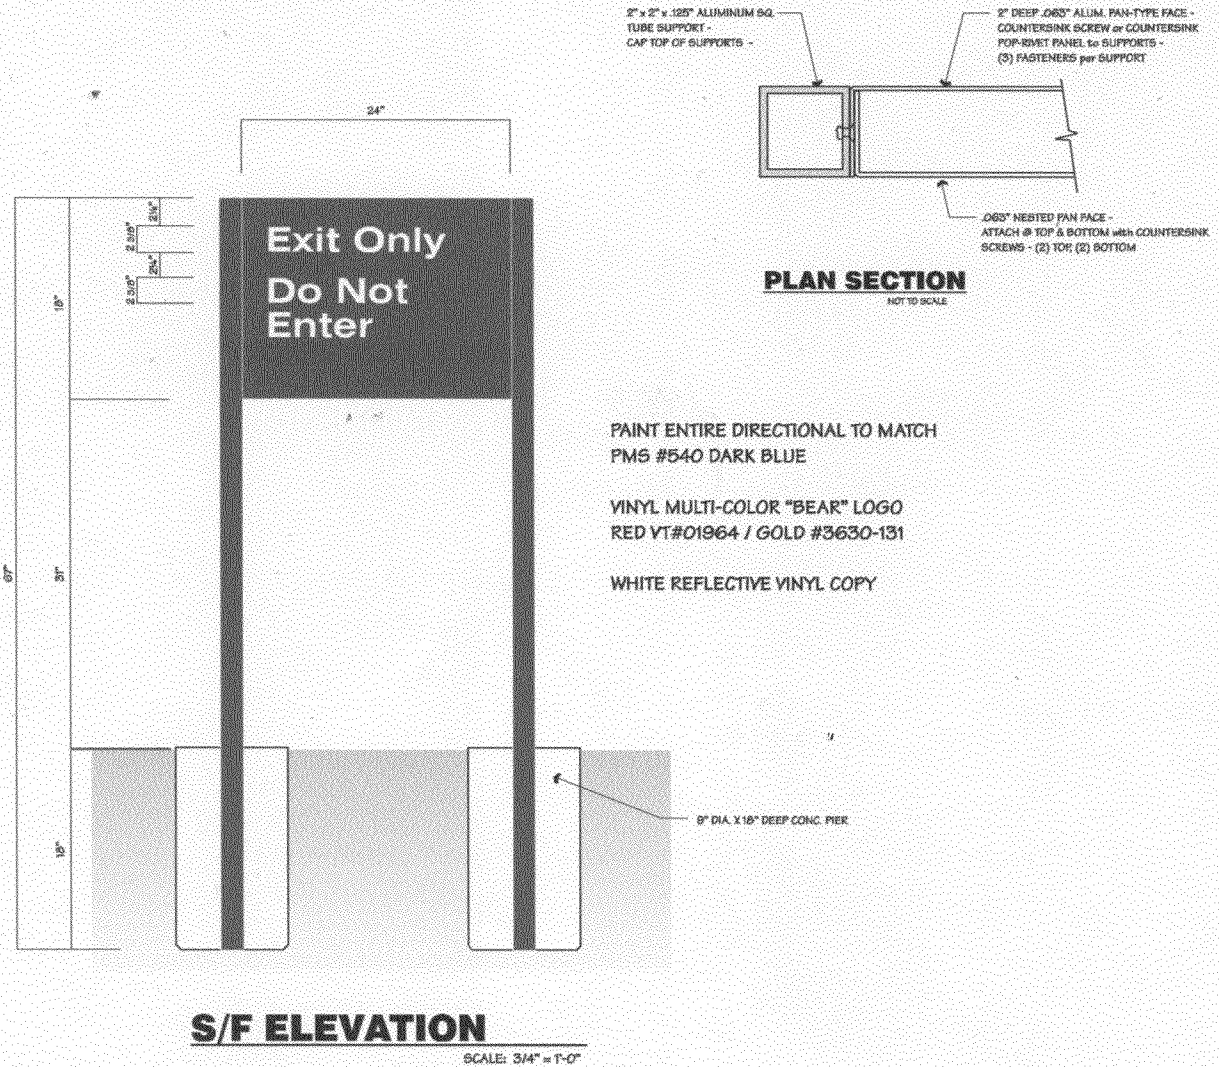 2" x 2" x .125" ALUMINUM SQ.
TUBE SUPPORT -
CAP TOP OF SUPPORTS -
2" DEEP .063" ALUM. PAN-TYPE FACE -
COUNTERSINK SCREW or COUNTERSINK
POP-RIVET PANEL to SUPPORTS -
(3) FASTENERS per SUPPORT
.063" NESTED PAN FACE -
ATTACH @ TOP & BOTTOM with COUNTERSINK
SCREWS - (2) TOP, (2) BOTTOM
PLAN SECTION
NOT TO SCALE
24"
2 3/8"
2¼"
2 3/8"
18"
31"
67"
18"
Exit Only
Do Not
Enter
PAINT ENTIRE DIRECTIONAL TO MATCH
PMS #540 DARK BLUE
VINYL MULTI-COLOR "BEAR" LOGO
RED VT#01964 / GOLD #3630-131
WHITE REFLECTIVE VINYL COPY
9" DIA. X 18" DEEP CONC. PIER
S/F ELEVATION
SCALE: 3/4" = 1'-0"